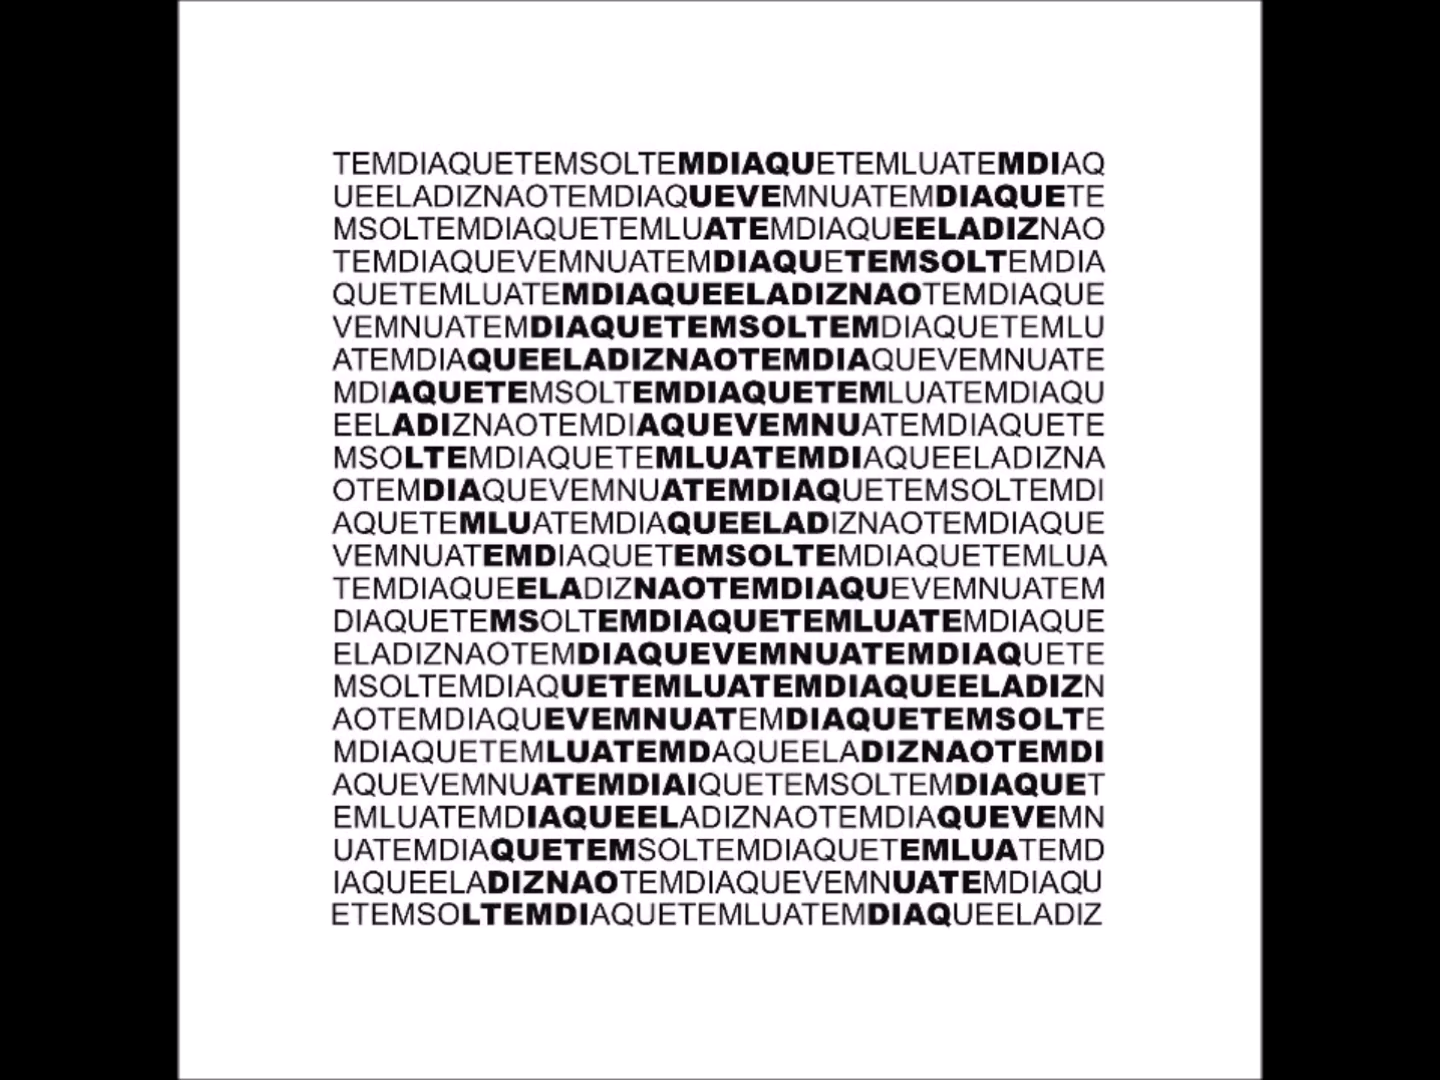 TEMDIAQUETEMSOLTEMDIAQUETEMLUATEMDIAQ
UEELADIZNAOTEMDIAQUEVEMNUATEMDIAQUETE
MSOLTEMDIAQUETEMLUATEMDIAQUEELADIZNAO
TEMDIAQUEVEMNUATEMDIAQUETEMSOLTEMDIA
QUETEMLUATEMDIAQUEELADIZNAOTEMDIAQUE
VEMNUATEMDIAQUETEMSOLTEMDIAQUETEMLU
ATEMDIAQUEELADIZNAOTEMDIAQUEVEMNUATE
MDIAQUETEMSOLTEMDIAQUETEMLUATEMDIAQU
EELADIZNAOTEMDIAQUEVEMNUATEMDIAQUETE
MSOLTEMDIAQUETEMLUATEMDIAQUEELADIZNA
OTEMDIAQUEVEMNUATEMDIAQUETEMSOLTEMDI
AQUETEMLUATEMDIAQUEELADIZNAOTEMDIAQUE
VEMNUATEMDIAQUETEMSOLTEMDIAQUETEMLUA
TEMDIAQUEELADIZNAOTEMDIAQUEVEMNUATEM
DIAQUETEMSOLTEMDIAQUETEMLUATEMDIAQUE
ELADIZNAOTEMDIAQUEVEMNUATEMDIAQUETE
MSOLTEMDIAQUETEMLUATEMDIAQUEELADIZN
AOTEMDIAQUEVEMNUATEMDIAQUETEMSOLTE
MDIAQUETEMLUATEMDAQUEELADIZNAOTEMDI
AQUEVEMNUATEMDIAIQUETEMSOLTEMDIAQUET
EMLUATEMDIAQUEELADIZNAOTEMDIAQUEVEMN
UATEMDIAQUETEMSOLTEMDIAQUETEMLUATEMD
IAQUEELADIZNAOTEMDIAQUEVEMNUATEMDIAQU
ETEMSOLTEMDIAQUETEMLUATEMDIAQUEELADIZ